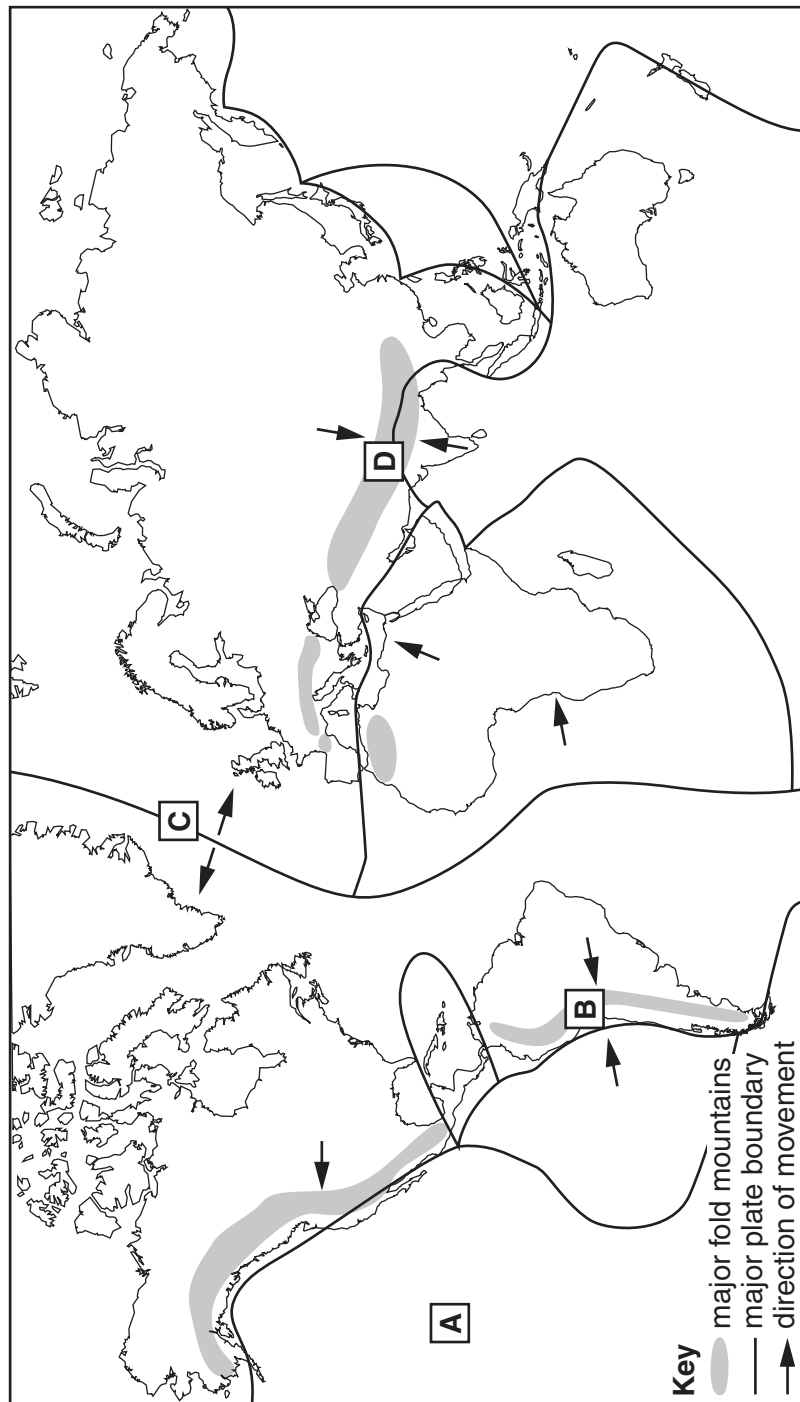 A
B
C
D
Key
major fold mountains
major plate boundary
direction of movement